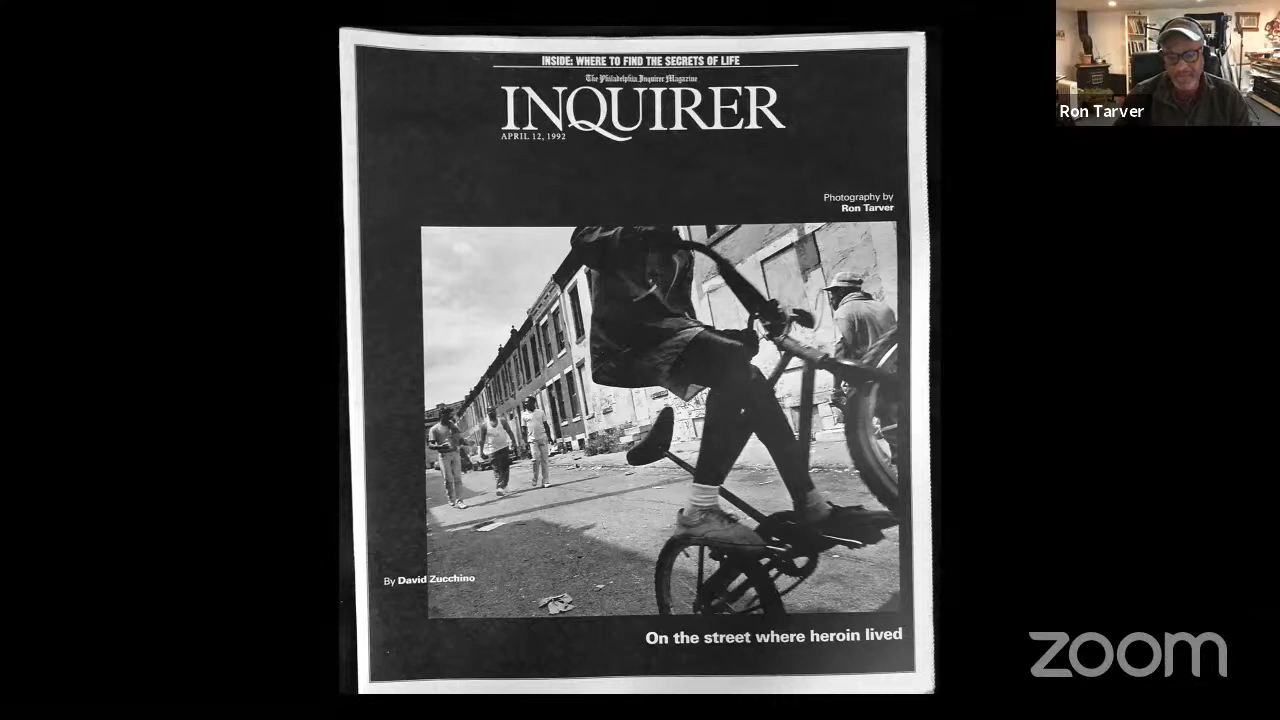 INSIDE: WHERE TO FIND THE SECRETS OF LIFE
The Philadelphia Inquirer Magazine
INQUIRER
APRIL 12, 1992
Photography by
Ron Tarver
By David Zucchino
On the street where heroin lived
Ron Tarver
zoom